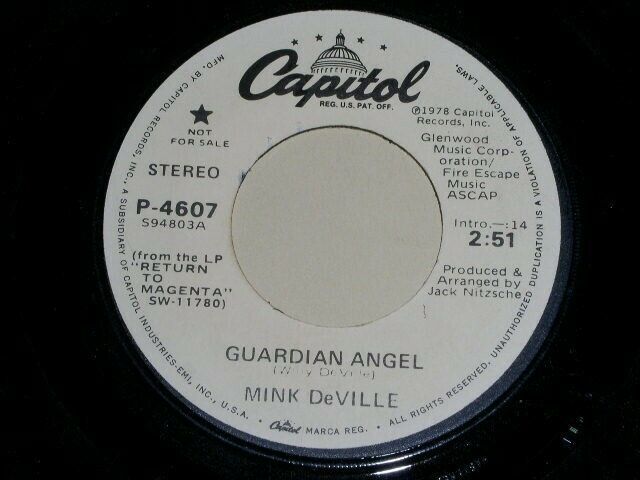 Capitol
REG. U.S. PAT. OFF.
MFD. BY CAPITOL RECORDS, INC., A SUBSIDIARY OF CAPITOL INDUSTRIES-EMI, INC., U.S.A.
NOT
FOR SALE
STEREO
P-4607
S94803A
(from the LP
"RETURN
TO
MAGENTA"
SW-11780)
℗1978 Capitol
Records, Inc.
Glenwood
Music Corp-
oration/
Fire Escape
Music
ASCAP
Intro.—:14
2:51
Produced &
Arranged by
Jack Nitzsche
GUARDIAN ANGEL
(Willy DeVille)
MINK DeVILLE
Capitol MARCA REG.
ALL RIGHTS RESERVED. UNAUTHORIZED DUPLICATION IS A VIOLATION OF APPLICABLE LAWS.